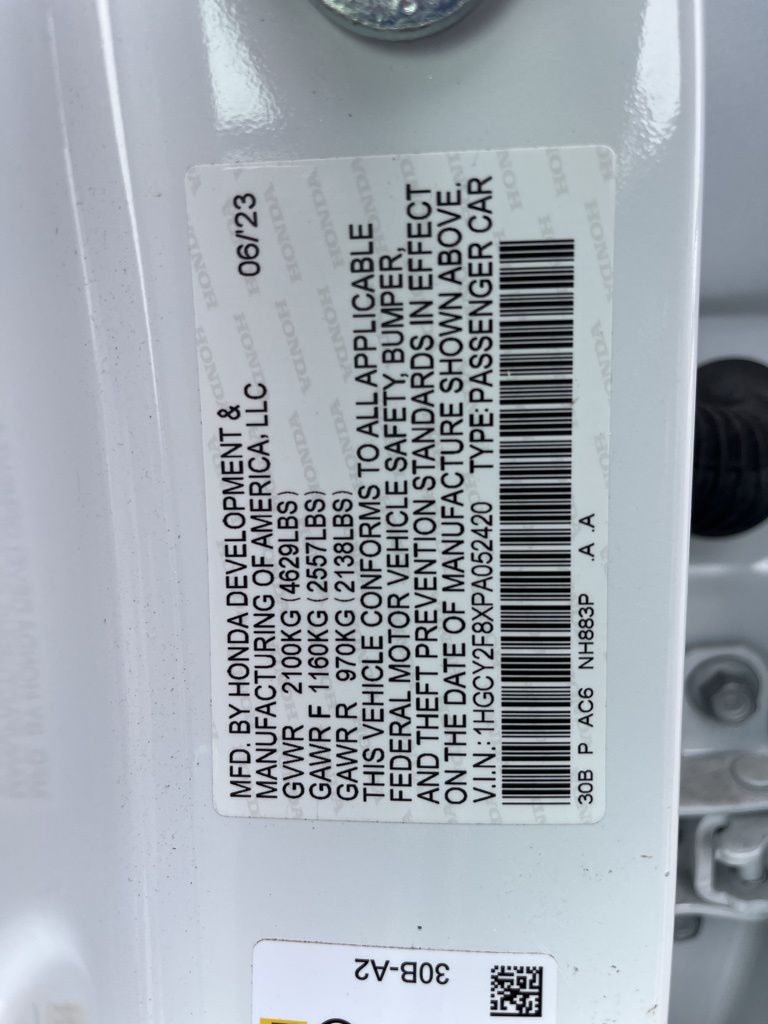 MFD. BY HONDA DEVELOPMENT & 06/'23
MANUFACTURING OF AMERICA, LLC
GVWR 2100KG (4629LBS)
GAWR F 1160KG (2557LBS)
GAWR R 970KG (2138LBS)
THIS VEHICLE CONFORMS TO ALL APPLICABLE
FEDERAL MOTOR VEHICLE SAFETY, BUMPER,
AND THEFT PREVENTION STANDARDS IN EFFECT
ON THE DATE OF MANUFACTURE SHOWN ABOVE.
V.I.N.: 1HGCY2F8XPA052420 TYPE:PASSENGER CAR
30B P AC6 NH883P .A .A
30B-A2